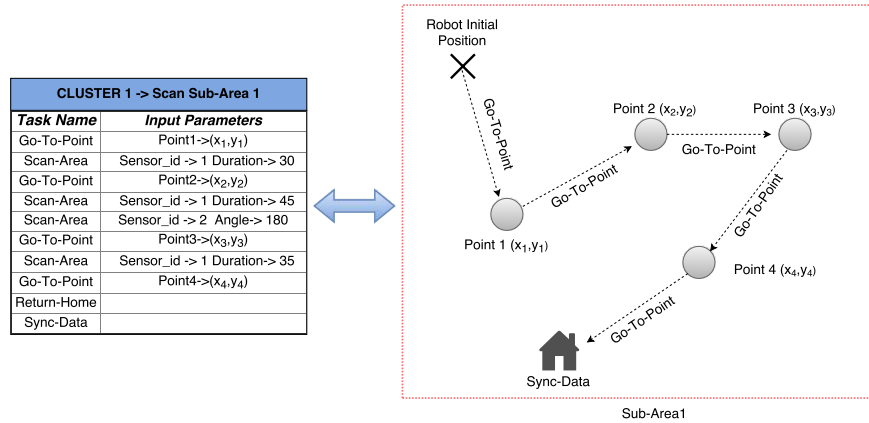 CLUSTER 1 -> Scan Sub-Area 1
Task Name Input Parameters
Go-To-Point Point1->(x1,y1)
Scan-Area Sensor_id -> 1 Duration-> 30
Go-To-Point Point2->(x2,y2)
Scan-Area Sensor_id -> 1 Duration-> 45
Scan-Area Sensor_id -> 2 Angle-> 180
Go-To-Point Point3->(x3,y3)
Scan-Area Sensor_id -> 1 Duration-> 35
Go-To-Point Point4->(x4,y4)
Return-Home
Sync-Data
Robot Initial
Position
Go-To-Point
Point 1 (x1,y1)
Go-To-Point
Point 2 (x2,y2)
Go-To-Point
Point 3 (x3,y3)
Go-To-Point
Point 4 (x4,y4)
Go-To-Point
Sync-Data
Sub-Area1